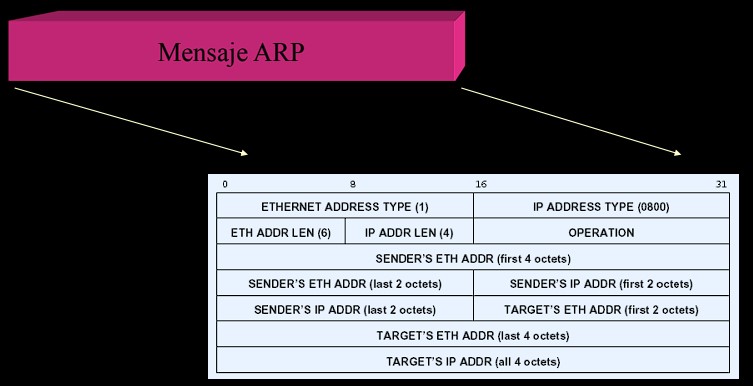 Mensaje ARP
0 8 16 31
ETHERNET ADDRESS TYPE (1) IP ADDRESS TYPE (0800)
ETH ADDR LEN (6) IP ADDR LEN (4) OPERATION
SENDER'S ETH ADDR (first 4 octets)
SENDER'S ETH ADDR (last 2 octets) SENDER'S IP ADDR (first 2 octets)
SENDER'S IP ADDR (last 2 octets) TARGET'S ETH ADDR (first 2 octets)
TARGET'S ETH ADDR (last 4 octets)
TARGET'S IP ADDR (all 4 octets)